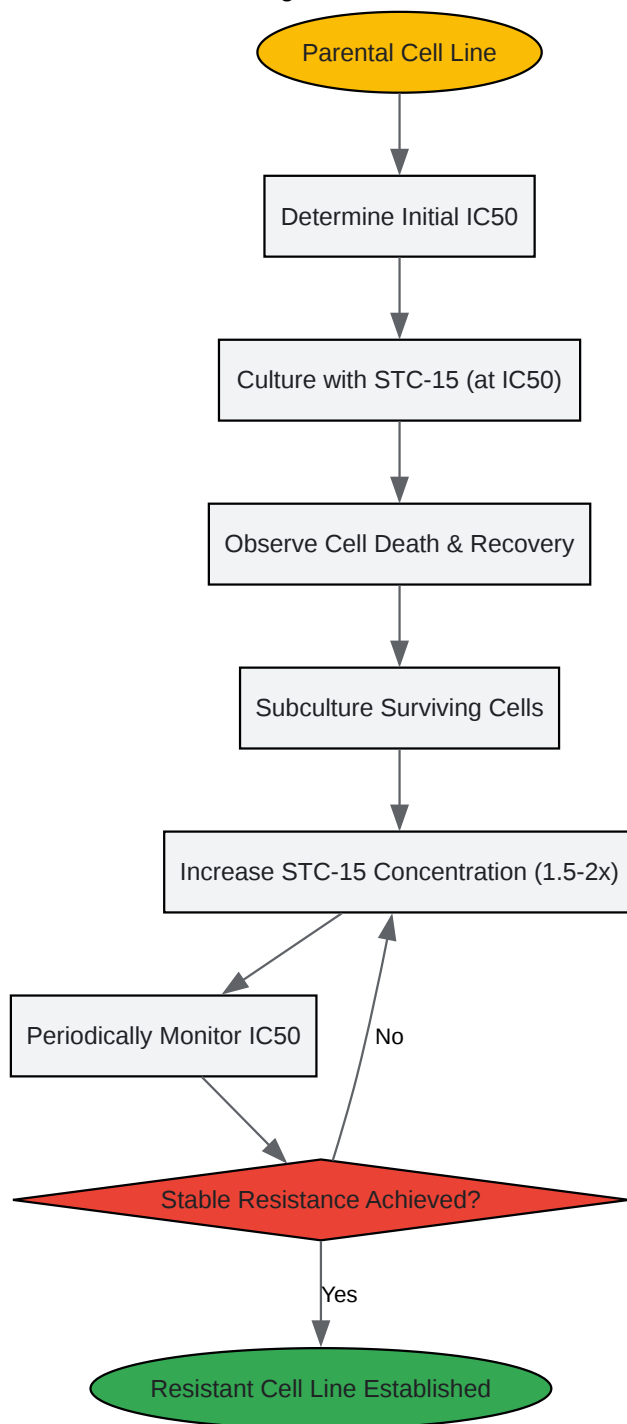 Parental Cell Line
Determine Initial IC50
Culture with STC-15 (at IC50)
Observe Cell Death & Recovery
Subculture Surviving Cells
Increase STC-15 Concentration (1.5-2x)
Periodically Monitor IC50
No
Stable Resistance Achieved?
Yes
Resistant Cell Line Established